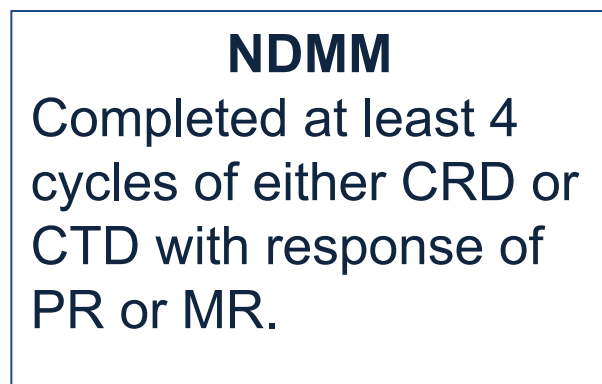 NDMM
Completed at least 4
cycles of either CRD or
CTD with response of
PR or MR.